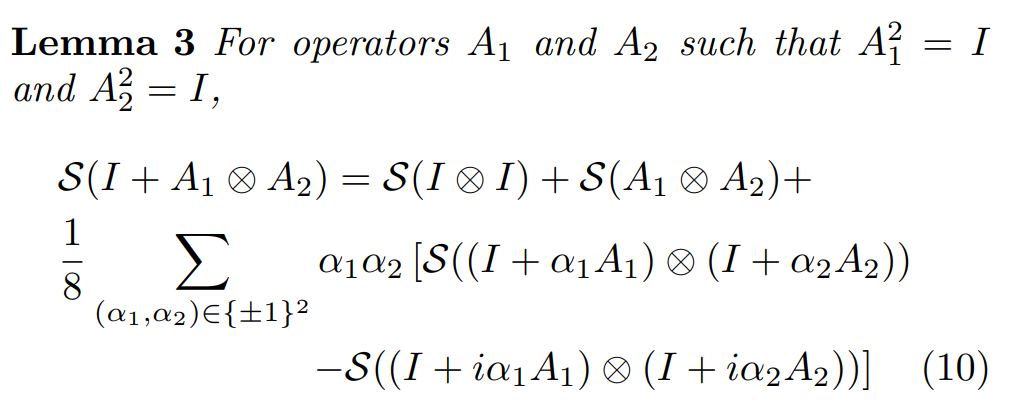 Lemma 3 For operators A₁ and A₂ such that A₁² = I
and A₂² = I,
𝒮(I + A₁ ⊗ A₂) = 𝒮(I ⊗ I) + 𝒮(A₁ ⊗ A₂)+
1/8 ∑_{(α₁,α₂)∈{±1}²} α₁α₂ [𝒮((I + α₁A₁) ⊗ (I + α₂A₂))
−𝒮((I + iα₁A₁) ⊗ (I + iα₂A₂))] (10)